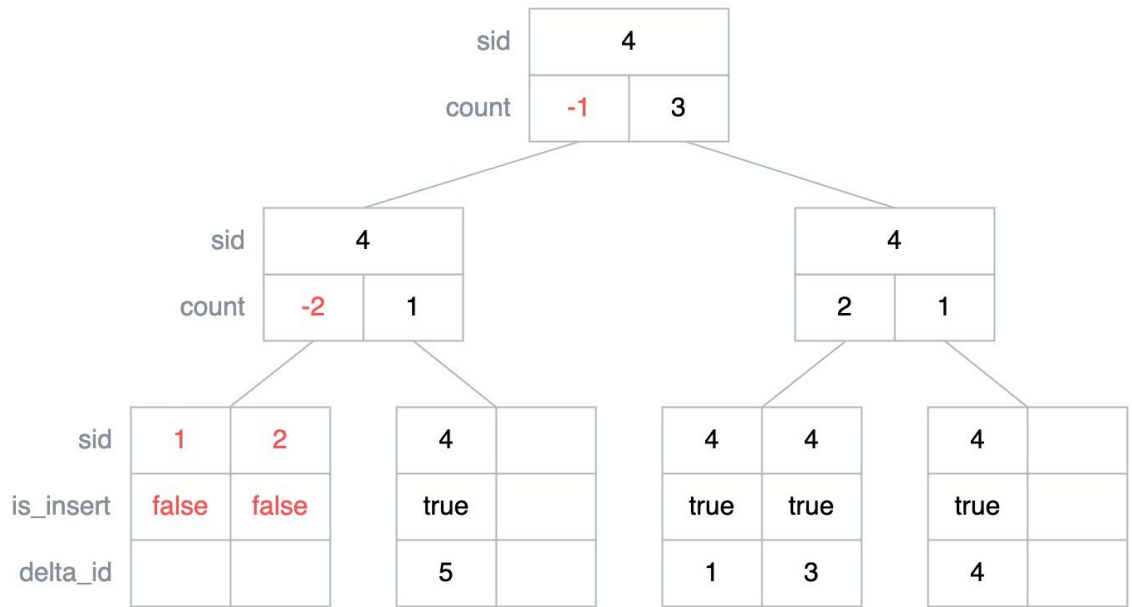 sid 4
count -1 3
sid 4 4
count -2 1 2 1
sid 1 2 4 4 4 4
is_insert false false true true true true
delta_id 5 1 3 4